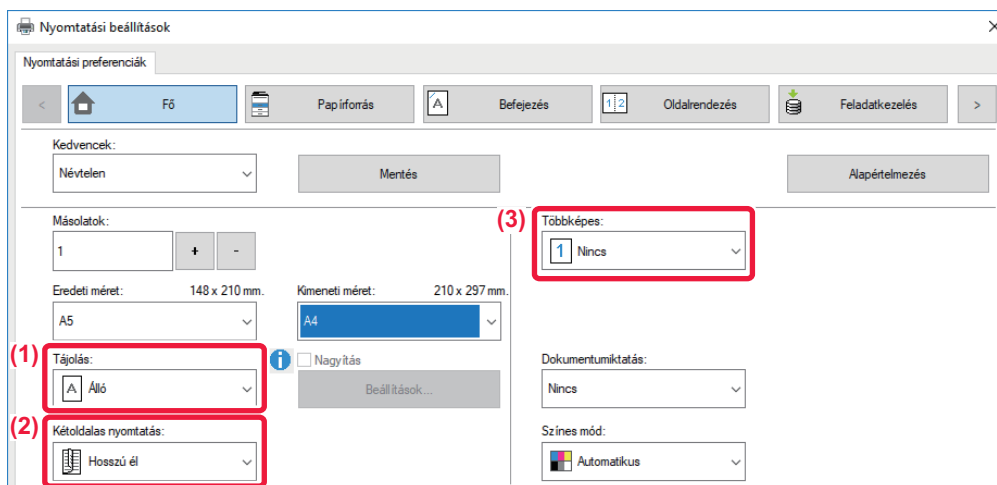 Nyomtatási beállítások
Nyomtatási preferenciák
< Fő Papírforrás A Befejezés 1 2 Oldalrendezés Feladatkezelés >
Kedvencek:
Névtelen Mentés Alapértelmezés
Másolatok: (3) Többképes:
1 + - 1 Nincs
Eredeti méret: 148 x 210 mm. Kimeneti méret: 210 x 297 mm.
A5 A4
(1) Tájolás: i Nagyítás Dokumentumiktatás:
A Álló Beállítások... Nincs
(2) Kétoldalas nyomtatás: Színes mód:
Hosszú él Automatikus